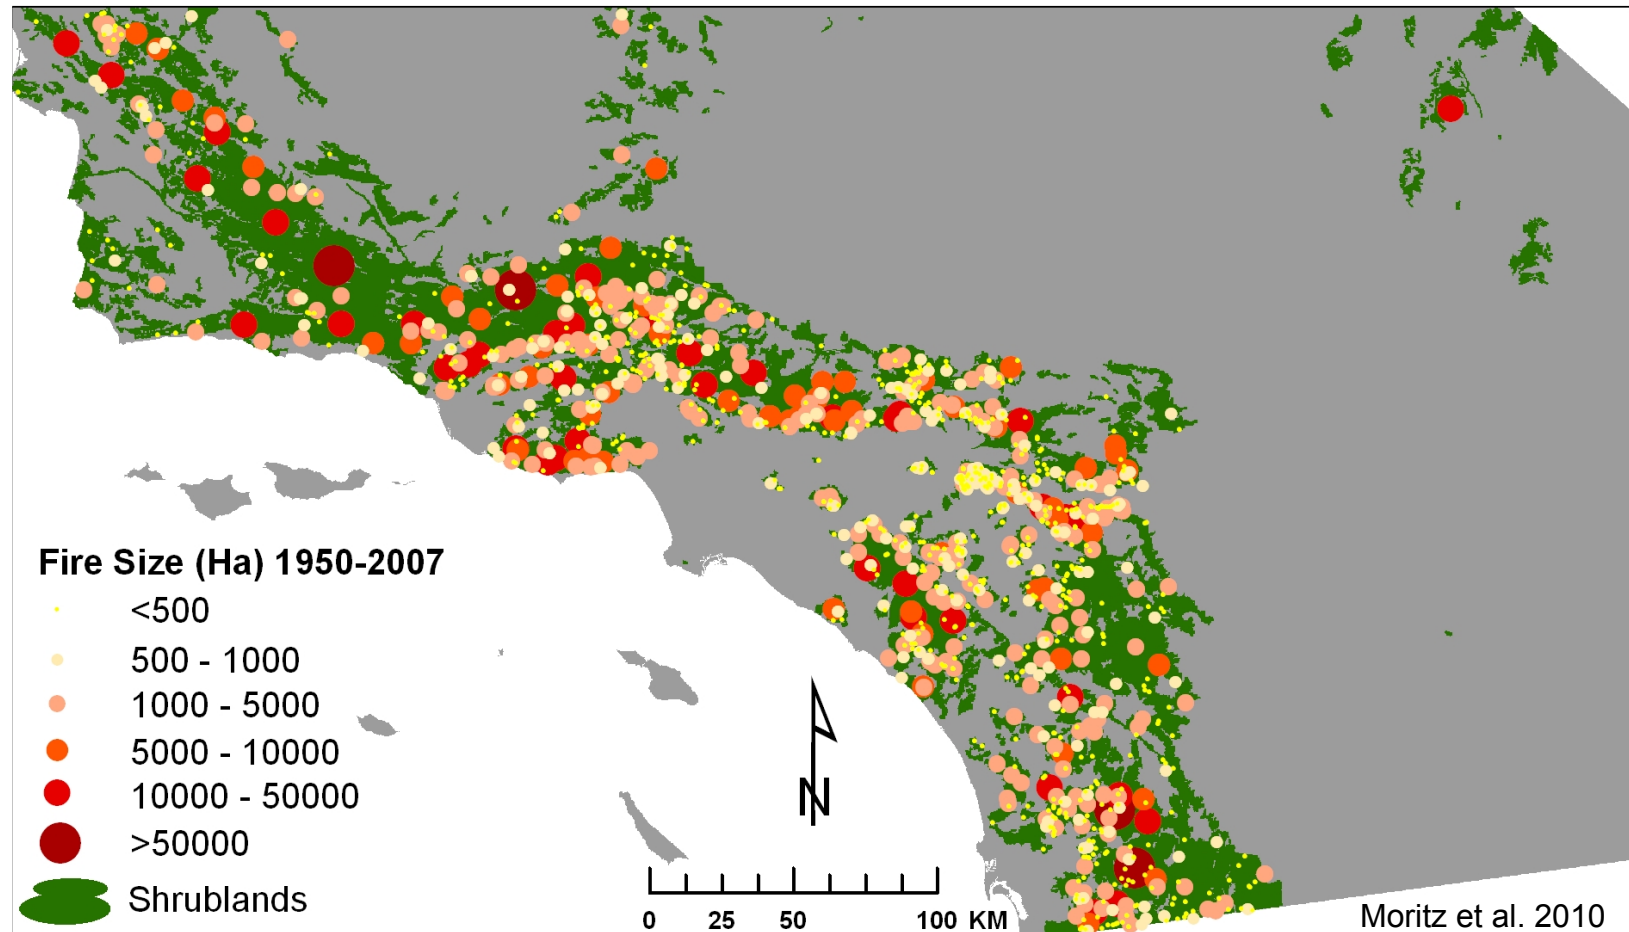 Fire Size (Ha) 1950-2007
<500
500 - 1000
1000 - 5000
5000 - 10000
10000 - 50000
>50000
Shrublands
N
0 25 50 100 KM
Moritz et al. 2010